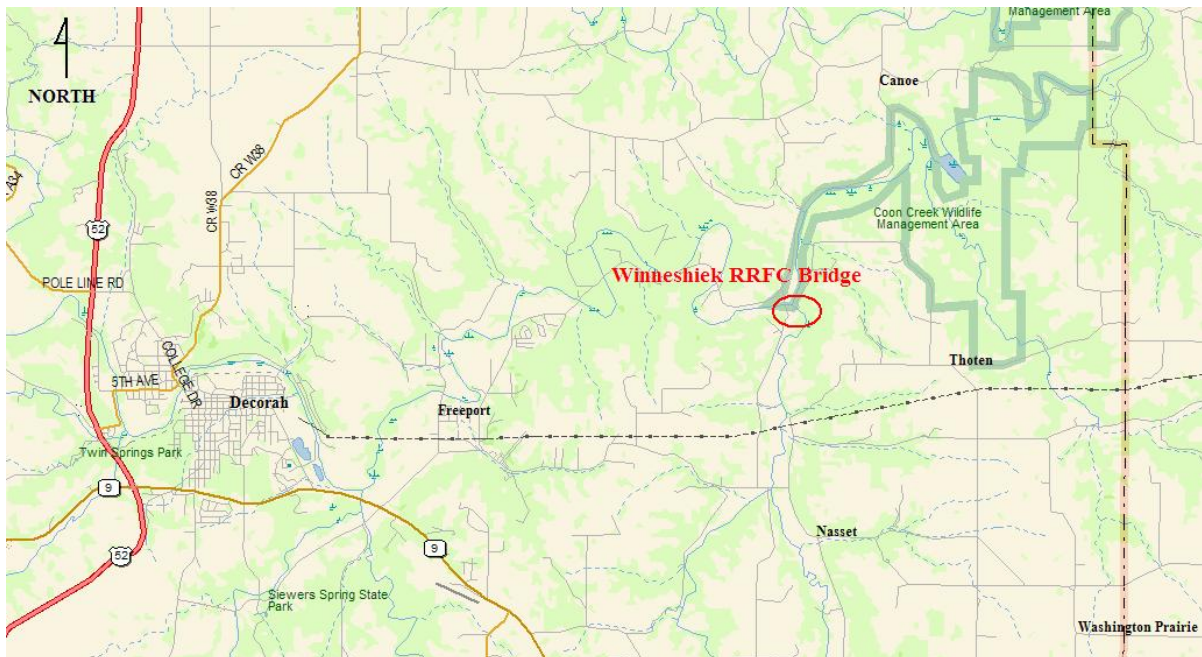 Management Area
NORTH
Canoe
CR W38
CR W38
A34
52
Coon Creek Wildlife
Management Area
POLE LINE RD
Winneshiek RRFC Bridge
Thoten
5TH AVE
COLLEGE DR
Decorah
Freeport
Twin Springs Park
9
Nasset
9
52
Siewers Spring State
Park
Washington Prairie